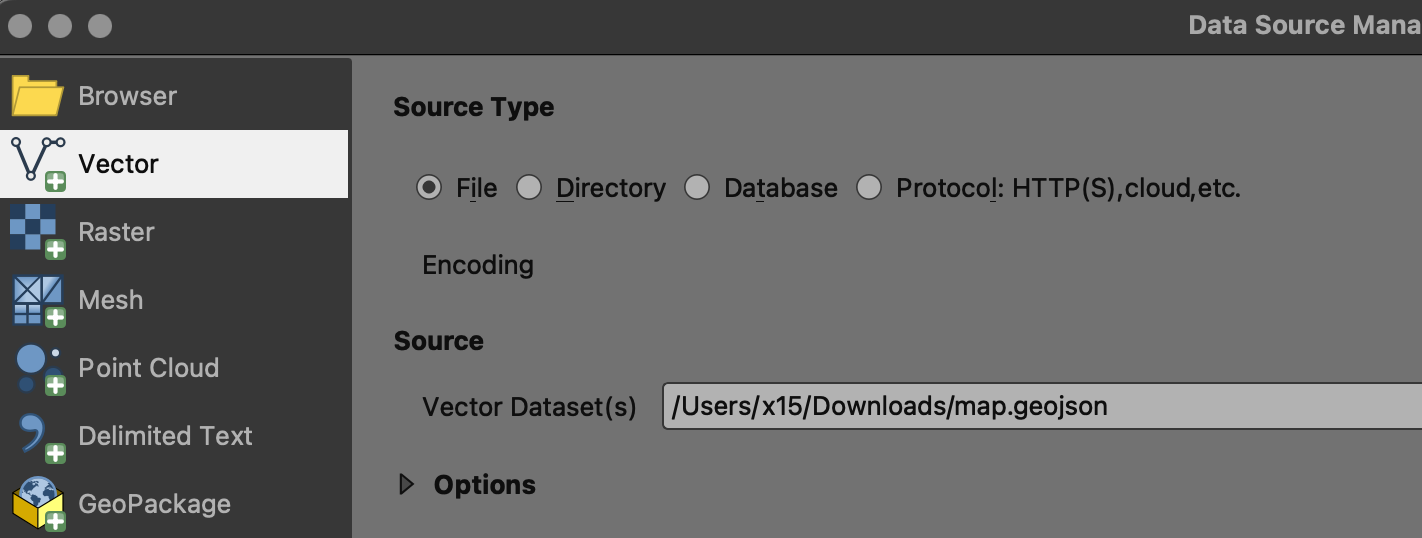 Data Source Mana
Browser
Vector
Raster
Mesh
Point Cloud
Delimited Text
GeoPackage
Source Type
File Directory Database Protocol: HTTP(S),cloud,etc.
Encoding
Source
Vector Dataset(s) /Users/x15/Downloads/map.geojson
Options